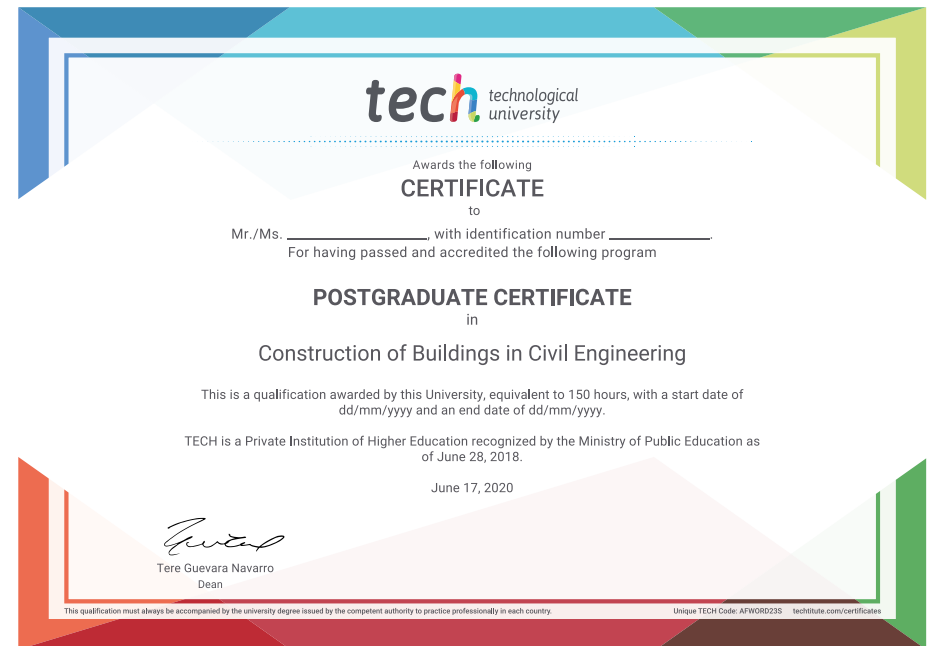 tech technological
university
Awards the following
CERTIFICATE
to
Mr./Ms. ____________________, with identification number ______________.
For having passed and accredited the following program
POSTGRADUATE CERTIFICATE
in
Construction of Buildings in Civil Engineering
This is a qualification awarded by this University, equivalent to 150 hours, with a start date of
dd/mm/yyyy and an end date of dd/mm/yyyy.
TECH is a Private Institution of Higher Education recognized by the Ministry of Public Education as
of June 28, 2018.
June 17, 2020
Tere Guevara Navarro
Dean
This qualification must always be accompanied by the university degree issued by the competent authority to practice professionally in each country.
Unique TECH Code: AFWORD23S techtitute.com/certificates